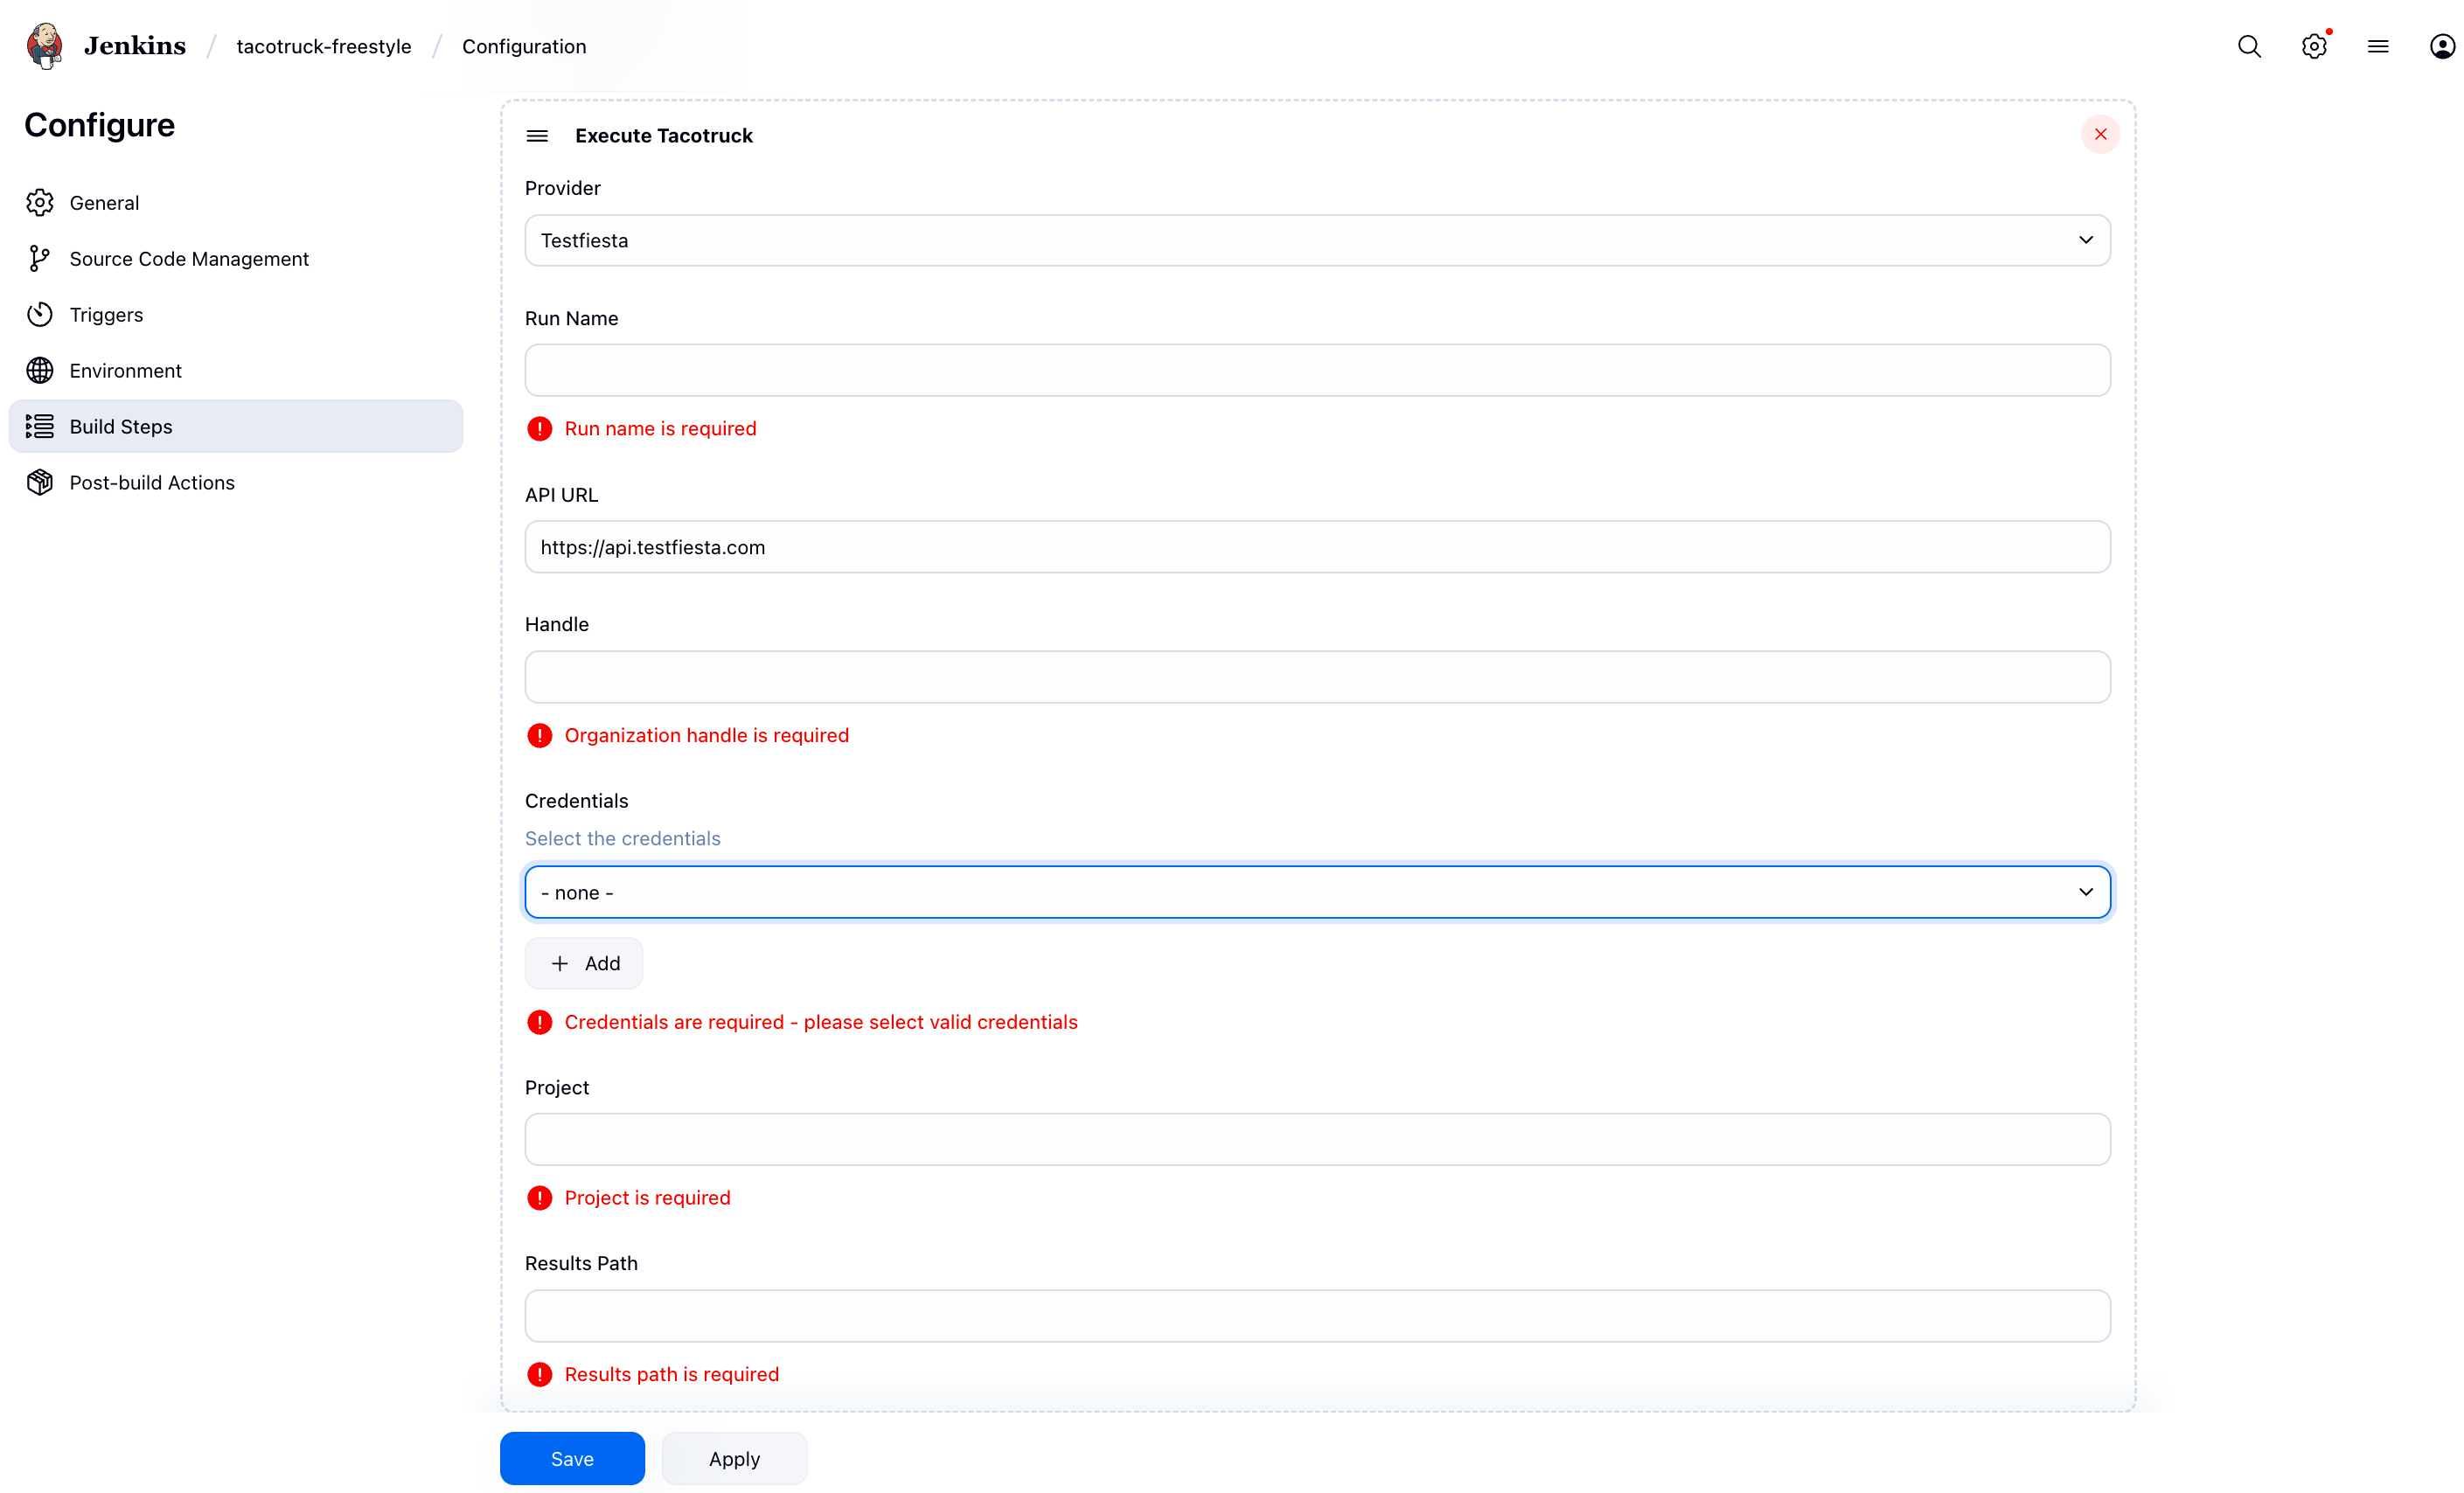 Jenkins / tacotruck-freestyle / Configuration
Configure
General
Source Code Management
Triggers
Environment
Build Steps
Post-build Actions
Execute Tacotruck
Provider
Testfiesta
Run Name
Run name is required
API URL
https://api.testfiesta.com
Handle
Organization handle is required
Credentials
Select the credentials
- none -
Add
Credentials are required - please select valid credentials
Project
Project is required
Results Path
Results path is required
Save
Apply